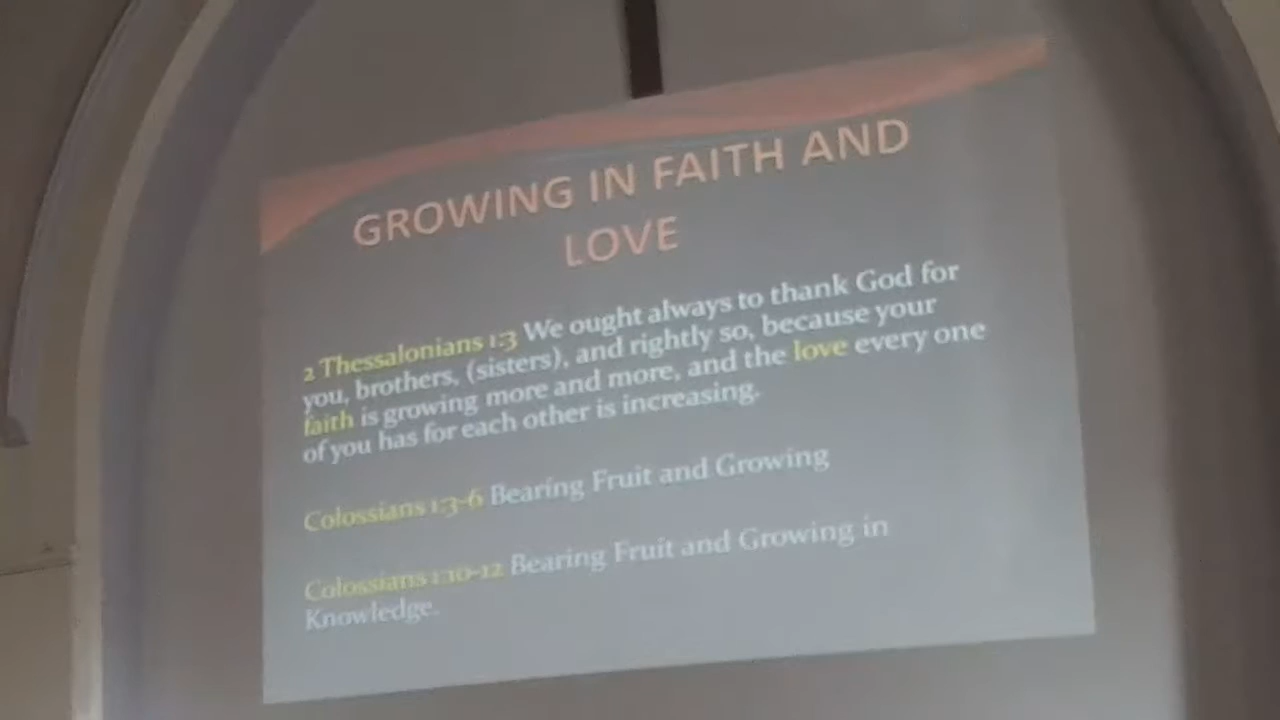 GROWING IN FAITH AND
LOVE
2 Thessalonians 1:3 We ought always to thank God for
you, brothers, (sisters), and rightly so, because your
faith is growing more and more, and the love every one
of you has for each other is increasing.
Colossians 1:3-6 Bearing Fruit and Growing
Colossians 1:10-12 Bearing Fruit and Growing in
Knowledge.